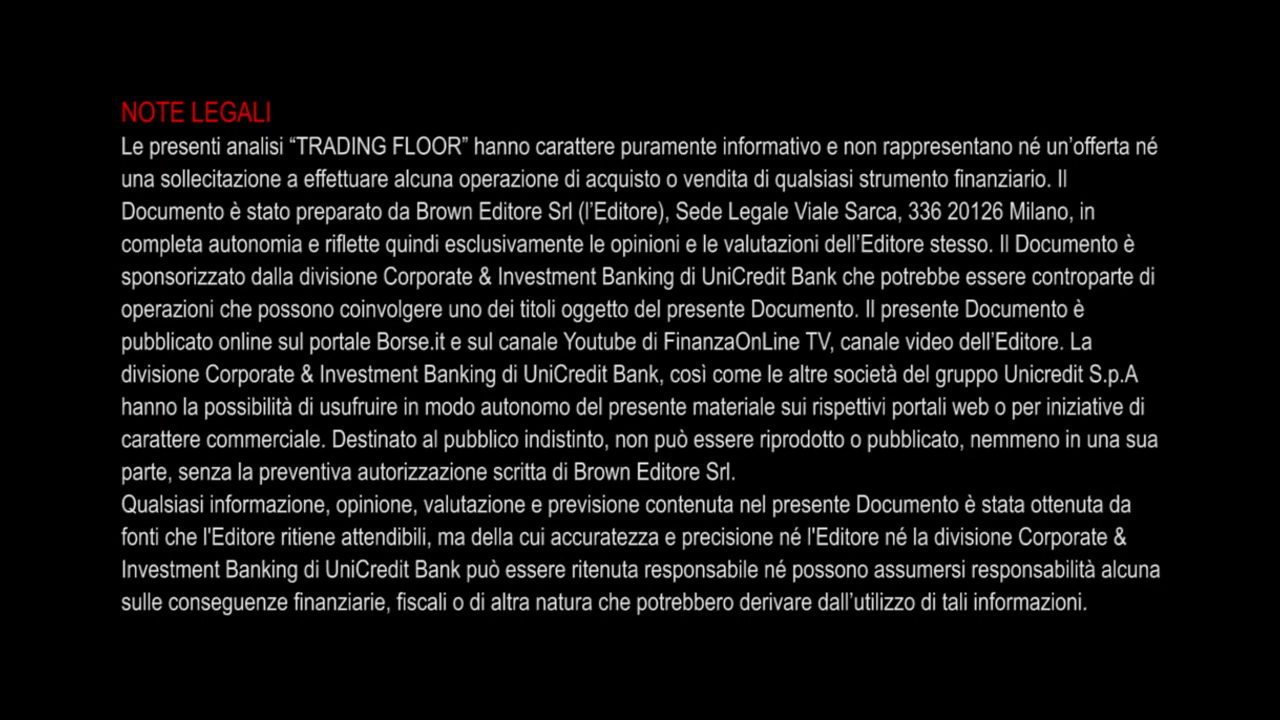 NOTE LEGALI
Le presenti analisi “TRADING FLOOR” hanno carattere puramente informativo e non rappresentano né un’offerta né
una sollecitazione a effettuare alcuna operazione di acquisto o vendita di qualsiasi strumento finanziario. Il
Documento è stato preparato da Brown Editore Srl (l’Editore), Sede Legale Viale Sarca, 336 20126 Milano, in
completa autonomia e riflette quindi esclusivamente le opinioni e le valutazioni dell’Editore stesso. Il Documento è
sponsorizzato dalla divisione Corporate & Investment Banking di UniCredit Bank che potrebbe essere controparte di
operazioni che possono coinvolgere uno dei titoli oggetto del presente Documento. Il presente Documento è
pubblicato online sul portale Borse.it e sul canale Youtube di FinanzaOnLine TV, canale video dell’Editore. La
divisione Corporate & Investment Banking di UniCredit Bank, così come le altre società del gruppo Unicredit S.p.A
hanno la possibilità di usufruire in modo autonomo del presente materiale sui rispettivi portali web o per iniziative di
carattere commerciale. Destinato al pubblico indistinto, non può essere riprodotto o pubblicato, nemmeno in una sua
parte, senza la preventiva autorizzazione scritta di Brown Editore Srl.
Qualsiasi informazione, opinione, valutazione e previsione contenuta nel presente Documento è stata ottenuta da
fonti che l'Editore ritiene attendibili, ma della cui accuratezza e precisione né l'Editore né la divisione Corporate &
Investment Banking di UniCredit Bank può essere ritenuta responsabile né possono assumersi responsabilità alcuna
sulle conseguenze finanziarie, fiscali o di altra natura che potrebbero derivare dall’utilizzo di tali informazioni.